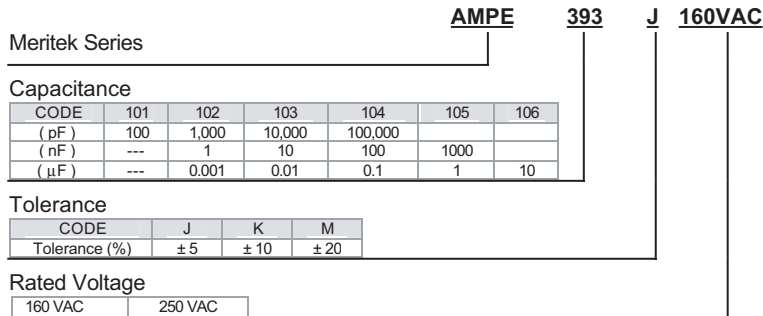 AMPE 393 J 160VAC
Meritek Series
Capacitance
CODE 101 102 103 104 105 106
( pF ) 100 1,000 10,000 100,000
( nF ) --- 1 10 100 1000
( μF ) --- 0.001 0.01 0.1 1 10
Tolerance
CODE J K M
Tolerance (%) ± 5 ± 10 ± 20
Rated Voltage
160 VAC 250 VAC